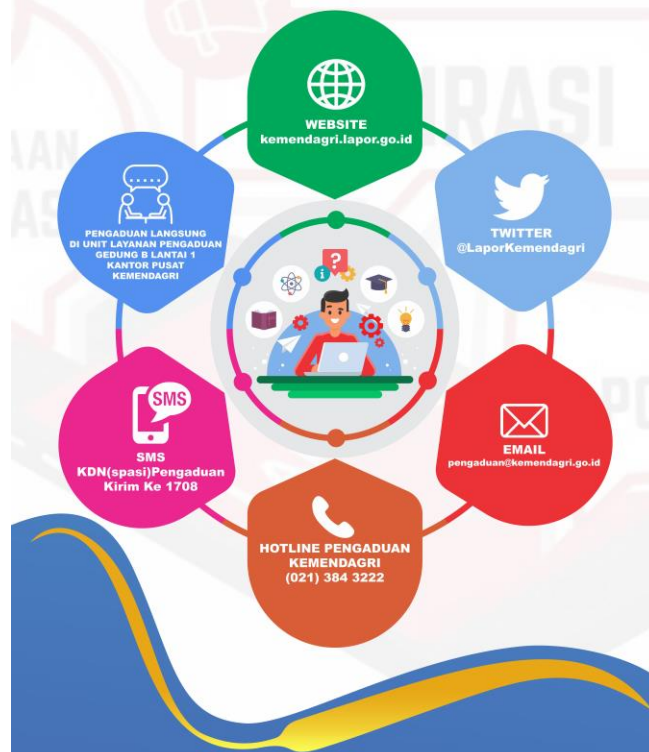 WEBSITE
kemendagri.lapor.go.id
TWITTER
@LaporKemendagri
EMAIL
pengaduan@kemendagri.go.id
HOTLINE PENGADUAN
KEMENDAGRI
(021) 384 3222
SMS
SMS
KDN(spasi)Pengaduan
Kirim Ke 1708
PENGADUAN LANGSUNG
DI UNIT LAYANAN PENGADUAN
GEDUNG B LANTAI 1
KANTOR PUSAT
KEMENDAGRI
?
i